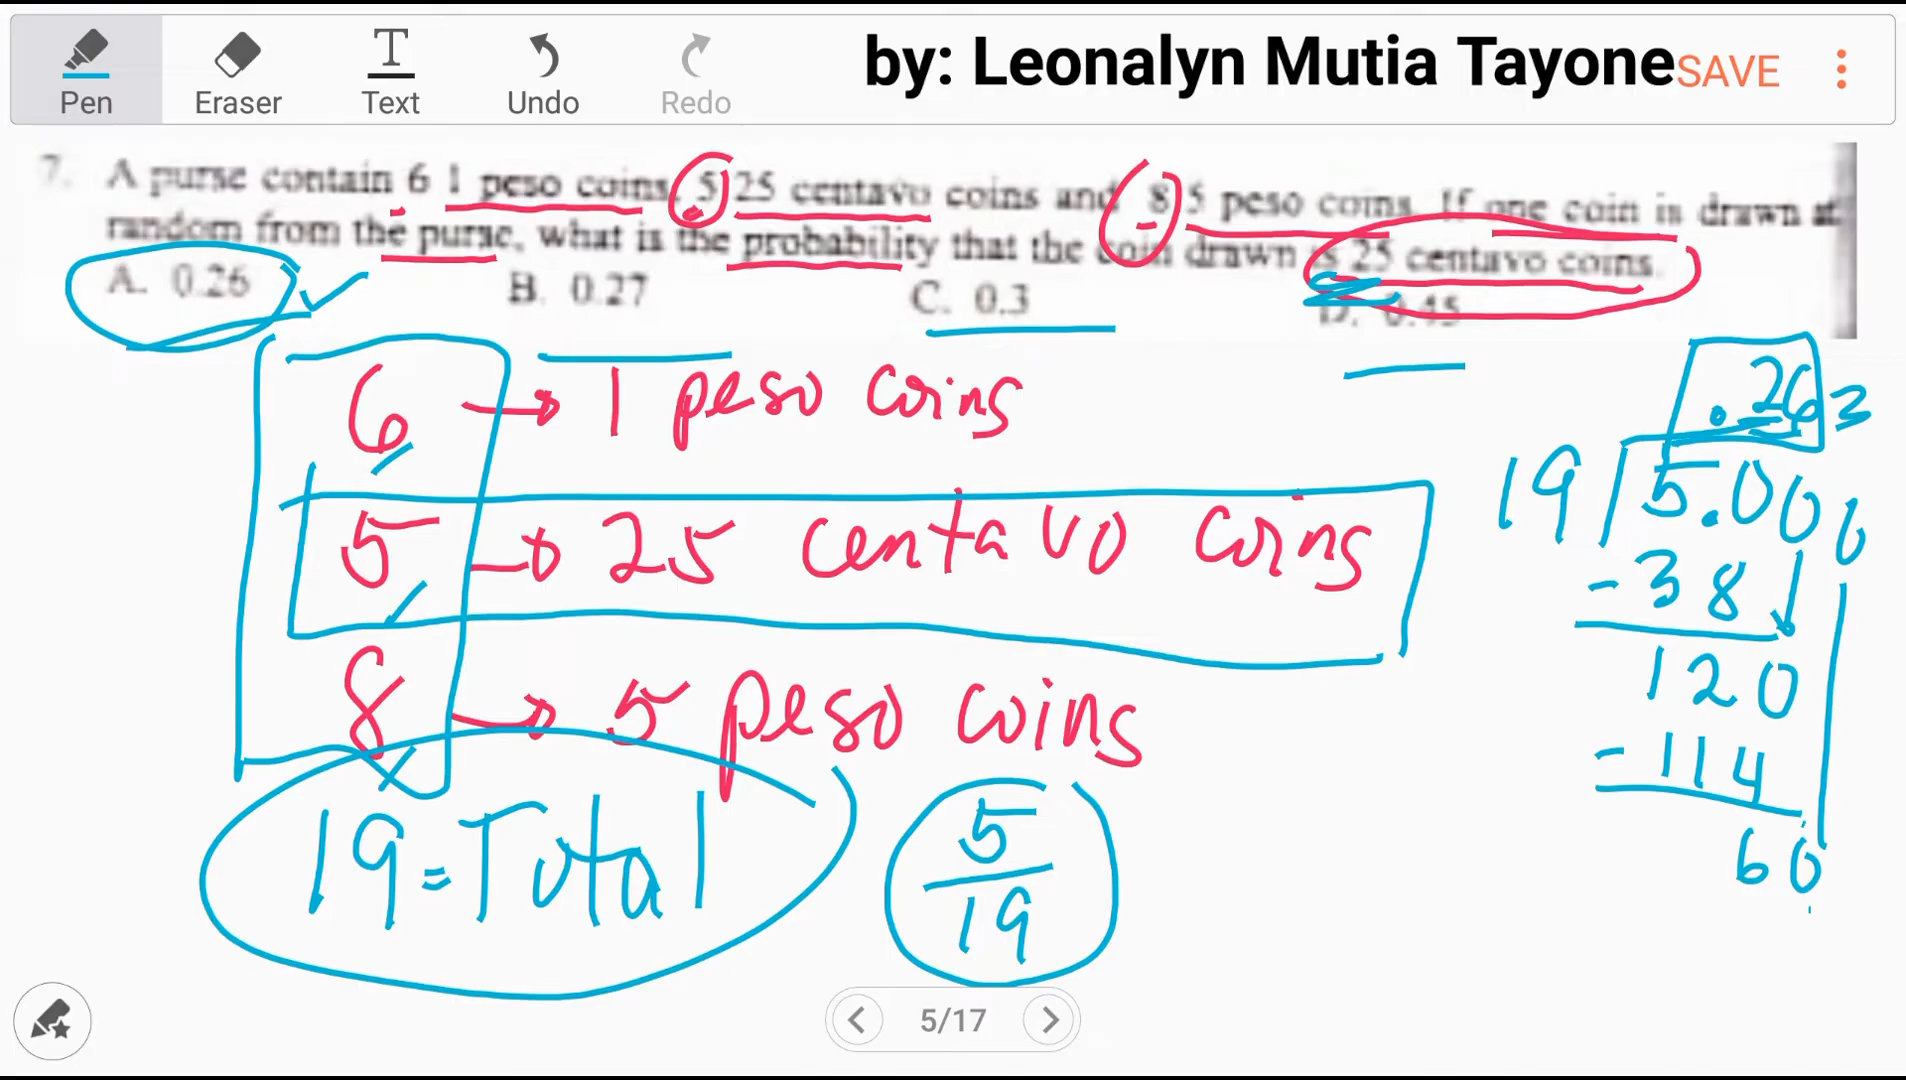 Pen
Eraser
Text
Undo
Redo
by: Leonalyn Mutia Tayone
SAVE
7. A purse contain 6 1 peso coins, 5 25 centavo coins and 8 5 peso coins. If one coin is drawn at
random from the purse, what is the probability that the coin drawn is 25 centavo coins.
A. 0.26 B. 0.27 C. 0.3 D. 0.45
6 → 1 peso coins
5 → 25 centavo coins
8 → 5 peso coins
19 = Total
5
19
.263
19 5.000
- 38
120
- 114
60
5/17